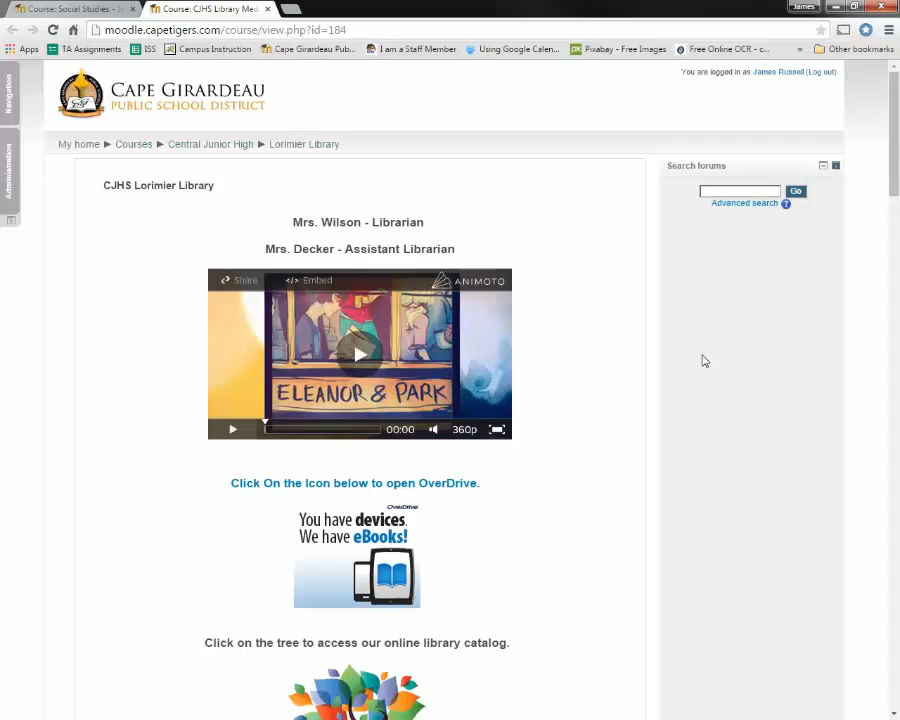 Course: Social Studies - J
Course: CJHS Library Med
James
moodle.capetigers.com/course/view.php?id=184
Apps
TA Assignments
ISS
Campus Instruction
Cape Girardeau Pub...
I am a Staff Member
Using Google Calen...
Pixabay - Free Images
Free Online OCR - c...
»
Other bookmarks
Navigation
Administration
CAPE GIRARDEAU
PUBLIC SCHOOL DISTRICT
You are logged in as James Russell (Log out)
My home ► Courses ► Central Junior High ► Lorimier Library
Search forums
Go
Advanced search ?
CJHS Lorimier Library
Mrs. Wilson - Librarian
Mrs. Decker - Assistant Librarian
Share </> Embed ANIMOTO
ELEANOR & PARK
00:00 360p
Click On the Icon below to open OverDrive.
OverDrive
You have devices.
We have eBooks!
Click on the tree to access our online library catalog.